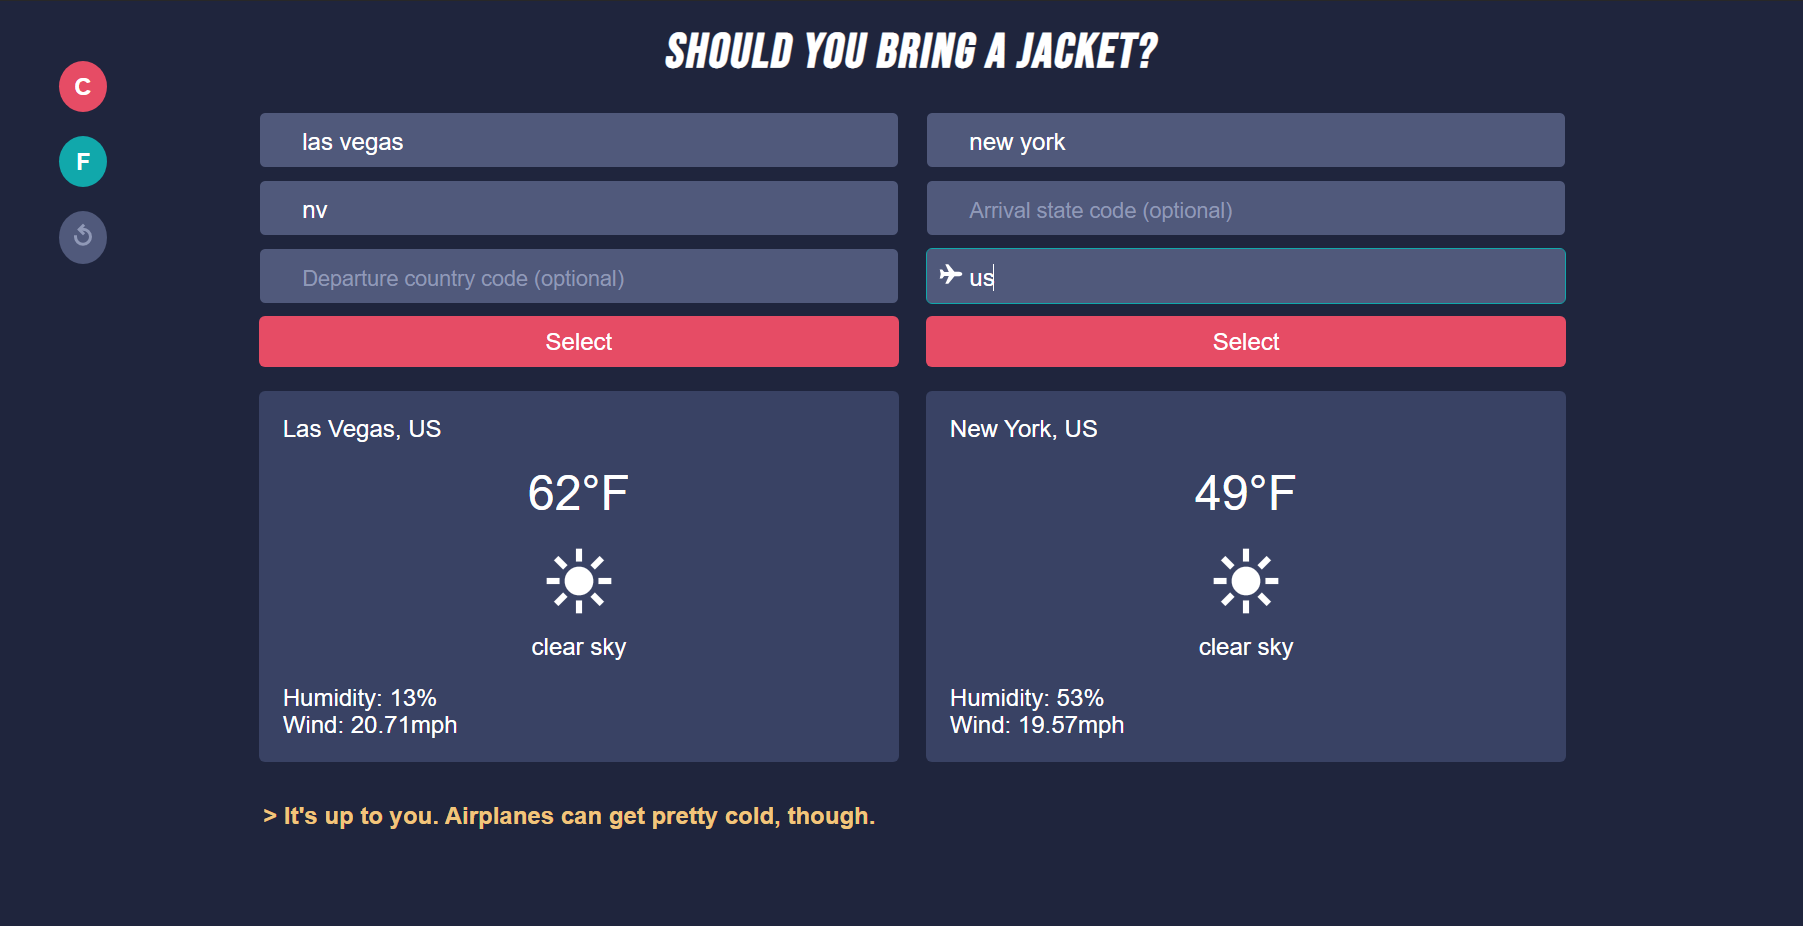 SHOULD YOU BRING A JACKET?
C
F
las vegas
nv
Departure country code (optional)
Select
new york
Arrival state code (optional)
us
Select
Las Vegas, US
62°F
clear sky
Humidity: 13%
Wind: 20.71mph
New York, US
49°F
clear sky
Humidity: 53%
Wind: 19.57mph
> It's up to you. Airplanes can get pretty cold, though.